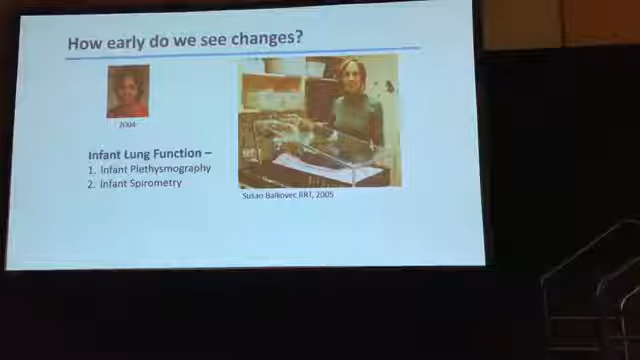 How early do we see changes?
2004
Infant Lung Function –
1. Infant Plethysmography
2. Infant Spirometry
Susan Balkovec RRT, 2005